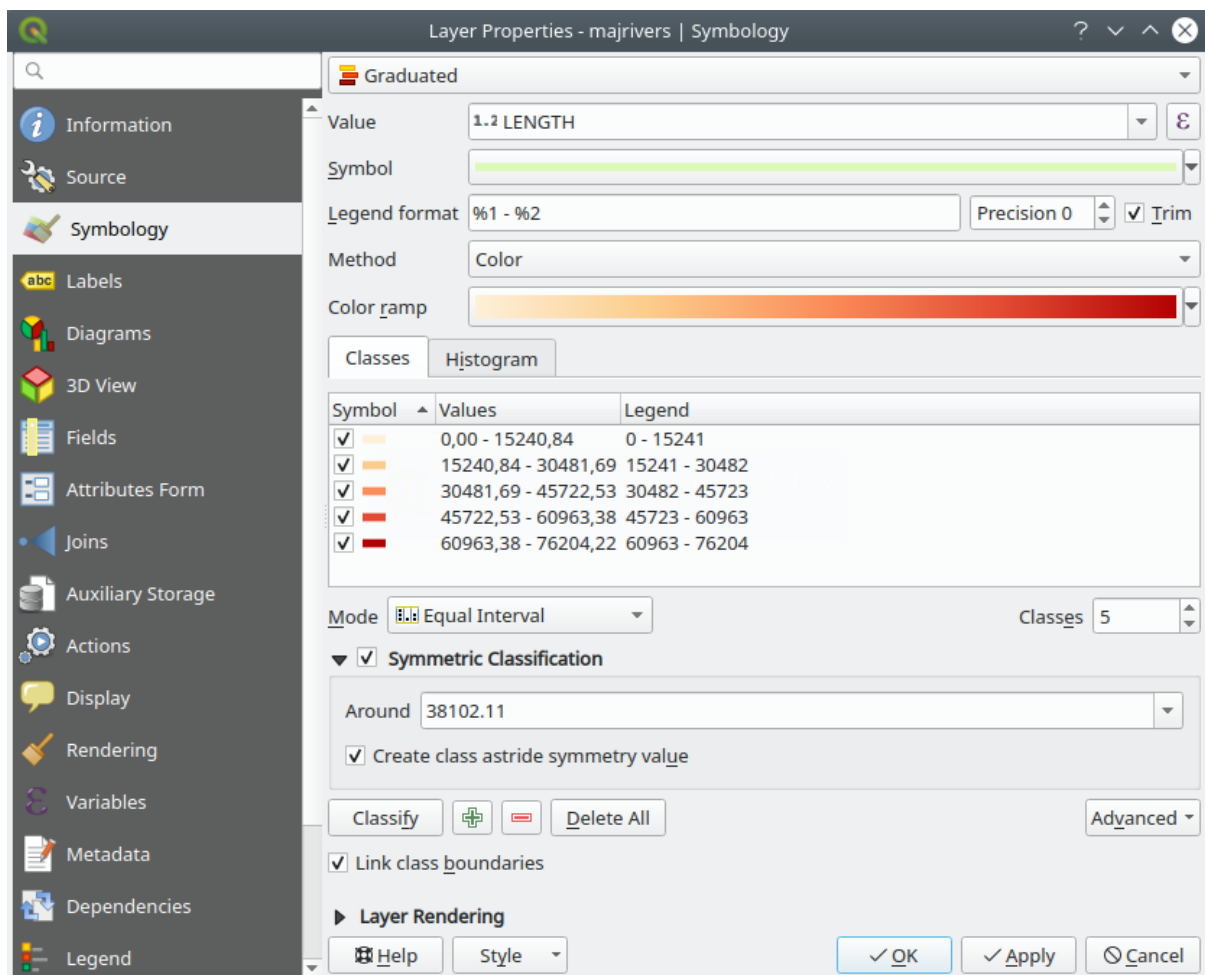 Layer Properties - majrivers | Symbology
Information
Source
Symbology
abc Labels
Diagrams
3D View
Fields
Attributes Form
Joins
Auxiliary Storage
Actions
Display
Rendering
Variables
Metadata
Dependencies
Legend
Graduated
Value 1.2 LENGTH ε
Symbol
Legend format %1 - %2 Precision 0 Trim
Method Color
Color ramp
Classes Histogram
Symbol Values Legend
0,00 - 15240,84 0 - 15241
15240,84 - 30481,69 15241 - 30482
30481,69 - 45722,53 30482 - 45723
45722,53 - 60963,38 45723 - 60963
60963,38 - 76204,22 60963 - 76204
Mode Equal Interval Classes 5
Symmetric Classification
Around 38102.11
Create class astride symmetry value
Classify Delete All Advanced
Link class boundaries
Layer Rendering
Help Style OK Apply Cancel